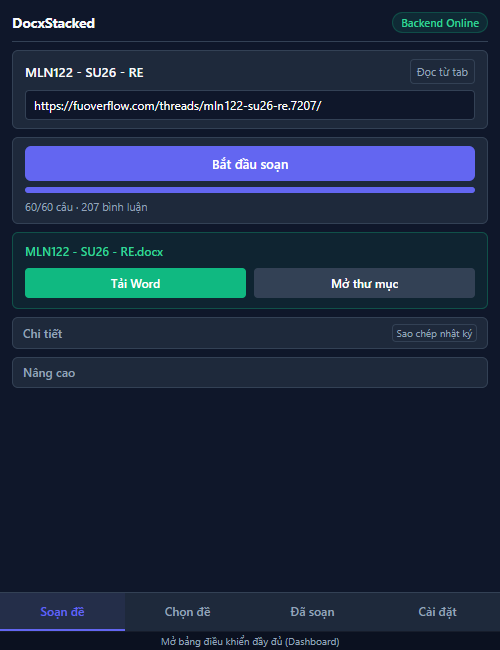 DocxStacked
Backend Online
MLN122 - SU26 - RE
Đọc từ tab
https://fuoverflow.com/threads/mln122-su26-re.7207/
Bắt đầu soạn
60/60 câu · 207 bình luận
MLN122 - SU26 - RE.docx
Tải Word
Mở thư mục
Chi tiết
Sao chép nhật ký
Nâng cao
Soạn đề
Chọn đề
Đã soạn
Cài đặt
Mở bảng điều khiển đầy đủ (Dashboard)